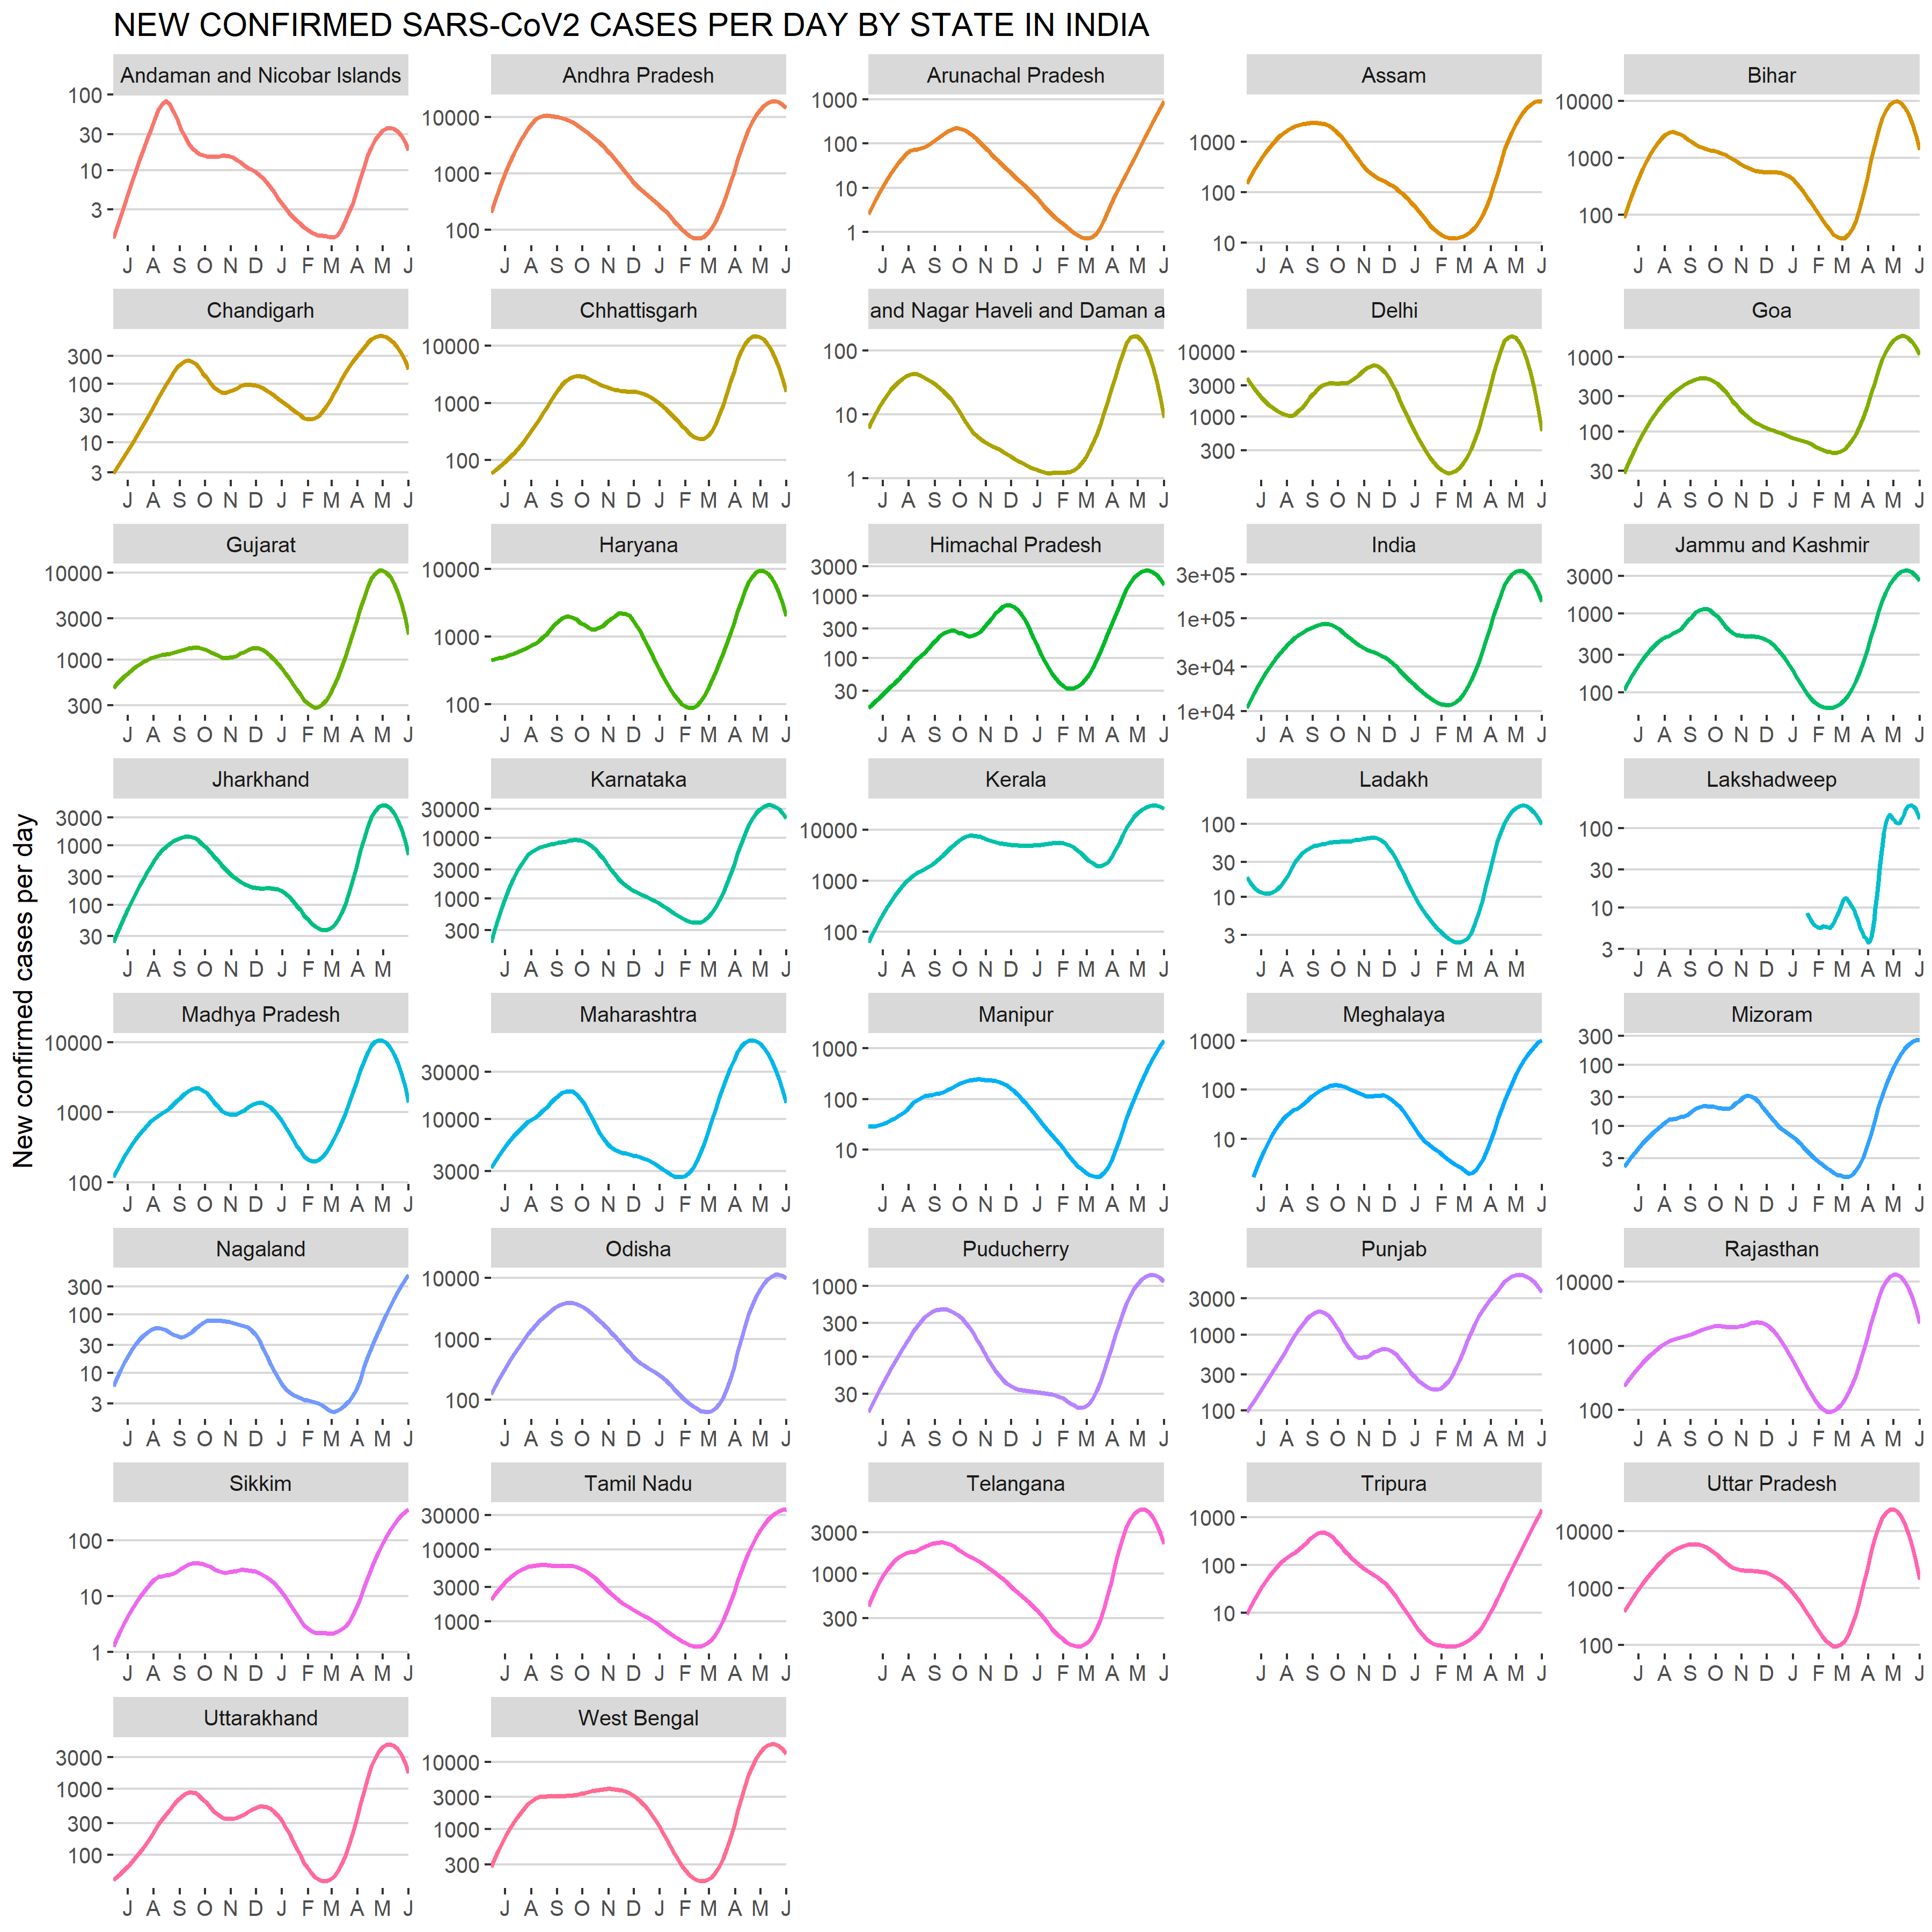 NEW CONFIRMED SARS-CoV2 CASES PER DAY BY STATE IN INDIA
New confirmed cases per day
Andaman and Nicobar Islands
100
30
10
3
J A S O N D J F M A M J
Andhra Pradesh
10000
1000
100
J A S O N D J F M A M J
Arunachal Pradesh
1000
100
10
1
J A S O N D J F M A M J
Assam
1000
100
10
J A S O N D J F M A M J
Bihar
10000
1000
100
J A S O N D J F M A M J
Chandigarh
300
100
30
10
3
J A S O N D J F M A M J
Chhattisgarh
10000
1000
100
J A S O N D J F M A M J
and Nagar Haveli and Daman a
100
10
1
J A S O N D J F M A M J
Delhi
10000
3000
1000
300
J A S O N D J F M A M J
Goa
1000
300
100
30
J A S O N D J F M A M J
Gujarat
10000
3000
1000
300
J A S O N D J F M A M J
Haryana
10000
1000
100
J A S O N D J F M A M J
Himachal Pradesh
3000
1000
300
100
30
J A S O N D J F M A M J
India
3e+05
1e+05
3e+04
1e+04
J A S O N D J F M A M J
Jammu and Kashmir
3000
1000
300
100
J A S O N D J F M A M J
Jharkhand
3000
1000
300
100
30
J A S O N D J F M A M
Karnataka
30000
10000
3000
1000
300
J A S O N D J F M A M J
Kerala
10000
1000
100
J A S O N D J F M A M J
Ladakh
100
30
10
3
J A S O N D J F M A M
Lakshadweep
100
30
10
3
J A S O N D J F M A M J
Madhya Pradesh
10000
1000
100
J A S O N D J F M A M J
Maharashtra
30000
10000
3000
J A S O N D J F M A M J
Manipur
1000
100
10
J A S O N D J F M A M J
Meghalaya
1000
100
10
J A S O N D J F M A M J
Mizoram
300
100
30
10
3
J A S O N D J F M A M J
Nagaland
300
100
30
10
3
J A S O N D J F M A M J
Odisha
10000
1000
100
J A S O N D J F M A M J
Puducherry
1000
300
100
30
J A S O N D J F M A M J
Punjab
3000
1000
300
100
J A S O N D J F M A M J
Rajasthan
10000
1000
100
J A S O N D J F M A M J
Sikkim
100
10
1
J A S O N D J F M A M J
Tamil Nadu
30000
10000
3000
1000
J A S O N D J F M A M J
Telangana
3000
1000
300
J A S O N D J F M A M J
Tripura
1000
100
10
J A S O N D J F M A M J
Uttar Pradesh
10000
1000
100
J A S O N D J F M A M J
Uttarakhand
3000
1000
300
100
J A S O N D J F M A M J
West Bengal
10000
3000
1000
300
J A S O N D J F M A M J